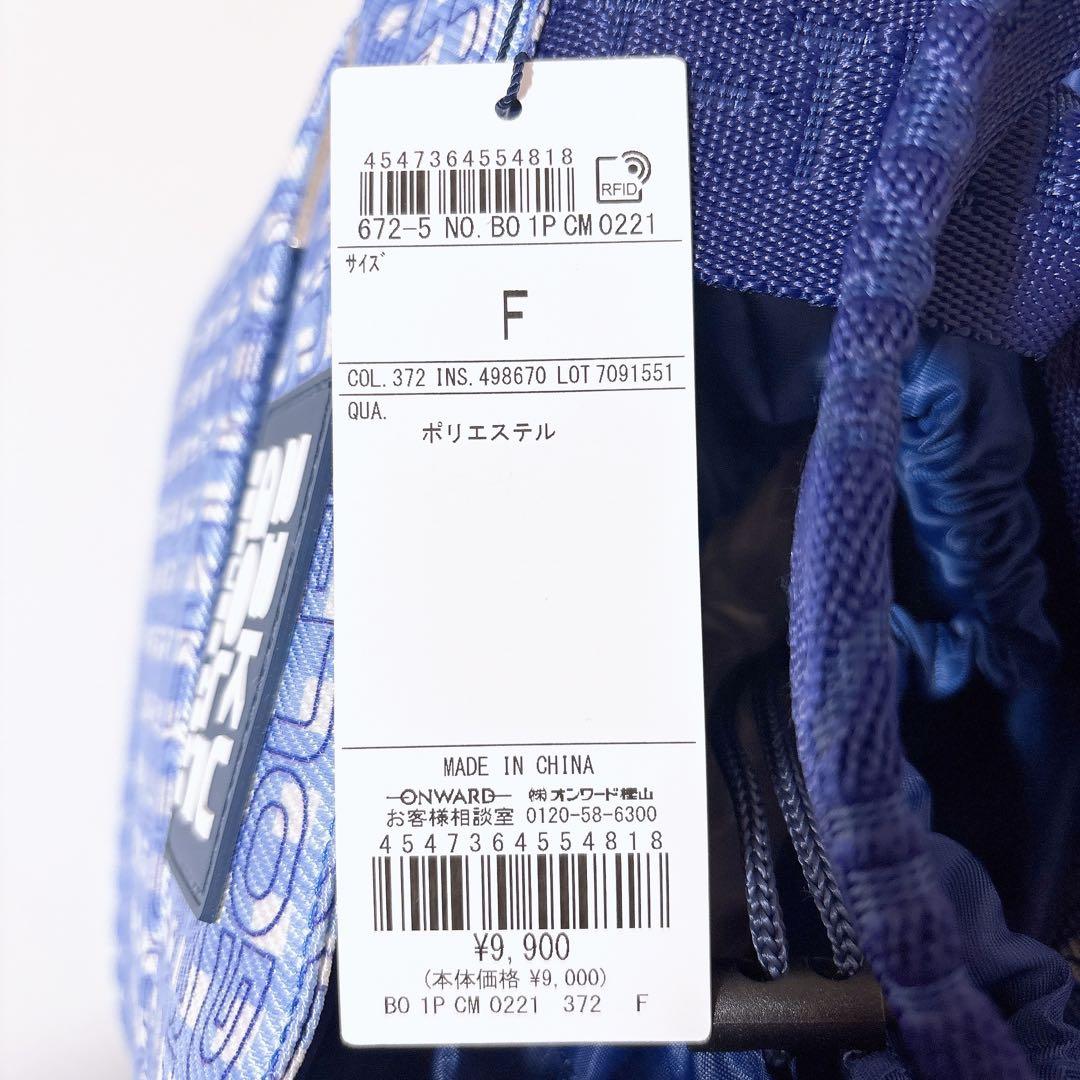 4547364554818
RFID
672-5 NO. BO 1P CM 0221
サイズ
F
COL. 372 INS. 498670 LOT 7091551
QUA.
ポリエステル
MADE IN CHINA
ONWARD ㈱オンワード樫山
お客様相談室 0120-58-6300
4547364554818
¥9,900
(本体価格 ¥9,000)
BO 1P CM 0221 372 F